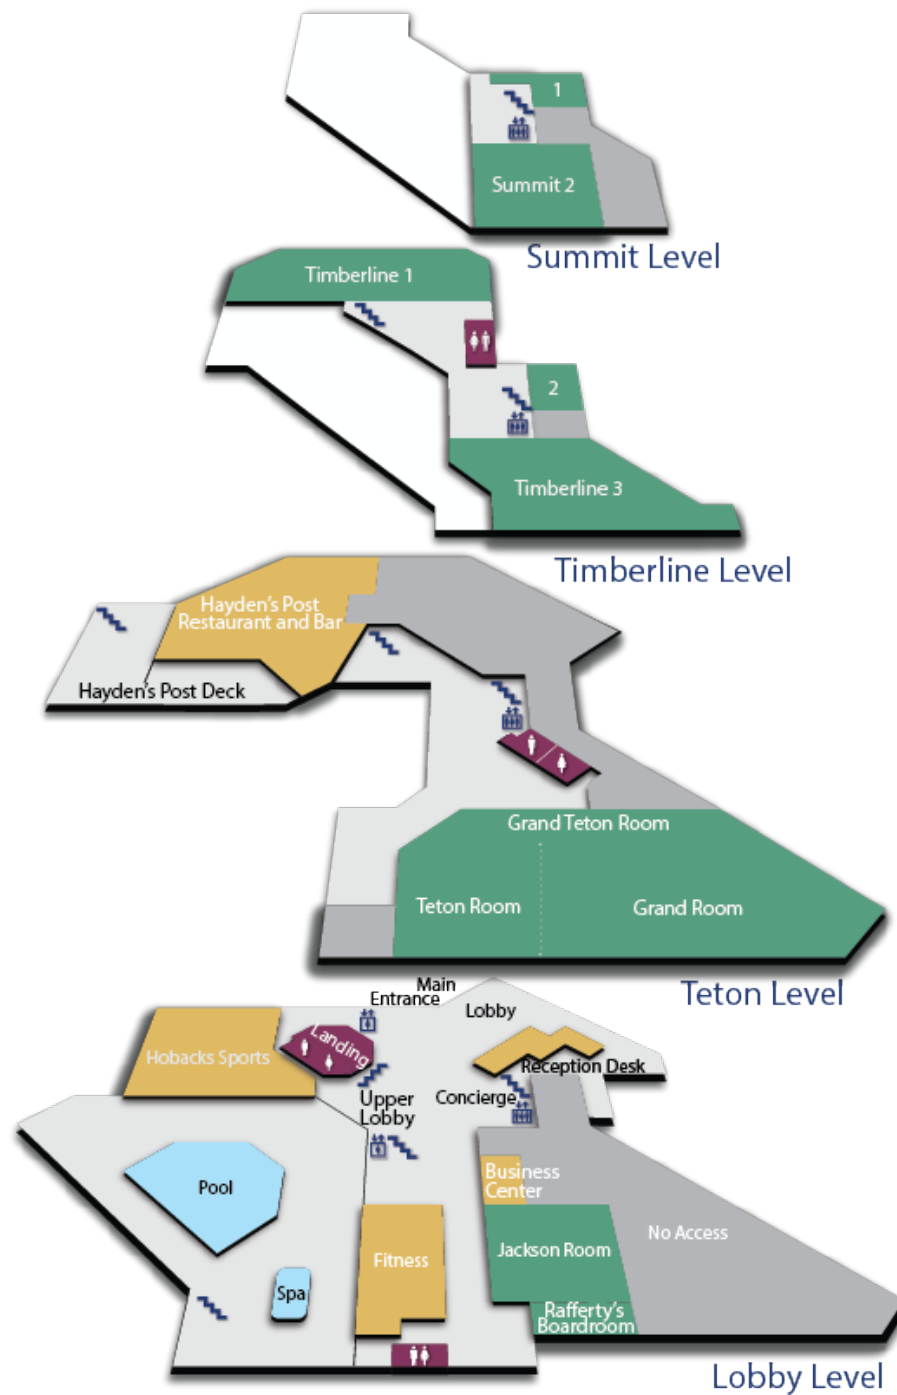 1
Summit 2
Summit Level
Timberline 1
2
Timberline 3
Timberline Level
Hayden's Post
Restaurant and Bar
Hayden's Post Deck
Grand Teton Room
Teton Room
Grand Room
Teton Level
Main
Entrance
Lobby
Landing
Hobacks Sports
Reception Desk
Upper
Lobby
Concierge
Business
Center
Pool
No Access
Jackson Room
Fitness
Spa
Rafferty's
Boardroom
Lobby Level